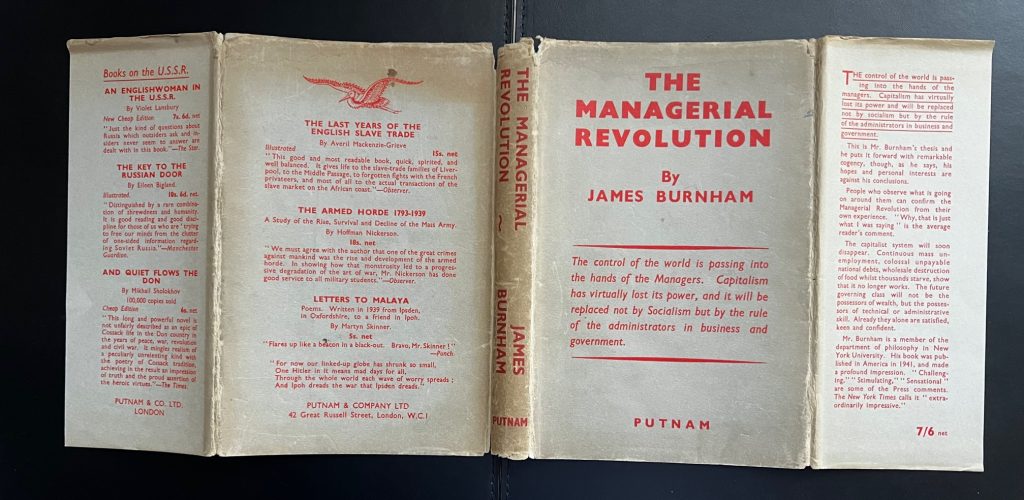 Books on the U.S.S.R.
AN ENGLISHWOMAN IN
THE U.S.S.R.
By Violet Lansbury
New Cheap Edition 7s. 6d. net
"Just the kind of questions about
Russia which outsiders ask and in-
siders never seem to answer are
dealt with in this book."—The Star.
THE KEY TO THE
RUSSIAN DOOR
By Eileen Bigland.
Illustrated. 10s. 6d. net.
"Distinguished by a rare combina-
tion of shrewdness and humanity.
It is good reading and good disci-
pline for those of us who are 'trying
to free our minds from the clutter
of one-sided information regard-
ing Soviet Russia."—Manchester
Guardian.
AND QUIET FLOWS THE
DON
By Mikhail Sholokhov
100,000 copies sold
Cheap Edition 6s. net
"This long and powerful novel is
not unfairly described as an epic of
Cossack life in the Don country in
the years of peace, war, revolution
and civil war. It mingles realism of
a peculiarly unrelenting kind with
the poetry of Cossack tradition,
achieving in the result an impression
of truth and the proud assertion of
the heroic virtues."—The Times
PUTNAM & CO. LTD.
LONDON
THE LAST YEARS OF THE
ENGLISH SLAVE TRADE
By Averil Mackenzie-Grieve
Illustrated 15s. net
"This good and most readable book, quick, spirited, and
well balanced. It gives life to the slave-trade families of Liver-
pool, to the Middle Passage, to forgotten fights with the French
privateers, and most of all to the actual transactions of the
slave market on the African coast."—Observer.
THE ARMED HORDE 1793-1939
A Study of the Rise, Survival and Decline of the Mass Army.
By Hoffman Nickerson.
18s. net
"We must agree with the author that one of the great crimes
against mankind was the rise and development of the armed
horde. In showing how that monstrosity led to a progres-
sive degradation of the art of war, Mr. Nickerson has done
good service to all military students."—Observer.
LETTERS TO MALAYA
Poems. Written in 1939 from Ipsden,
in Oxfordshire, to a friend in Ipoh.
By Martyn Skinner.
5s. net
"Flares up like a beacon in a black-out. Bravo, Mr. Skinner!"
—Punch.
"For now our linked-up globe has shrunk so small,
One Hitler in it means mad days for all,
Through the whole world each wave of worry spreads;
And Ipoh dreads the war that Ipsden dreads."
PUTNAM & COMPANY LTD
42 Great Russell Street, London, W.C.1
THE MANAGERIAL
REVOLUTION
~
JAMES
BURNHAM
PUTNAM
THE
MANAGERIAL
REVOLUTION
By
JAMES BURNHAM
The control of the world is passing into
the hands of the Managers. Capitalism
has virtually lost its power, and it will be
replaced not by Socialism but by the rule
of the administrators in business and
government.
PUTNAM
THE control of the world is pass-
ing into the hands of the
managers. Capitalism has virtually
lost its power and will be replaced
not by socialism but by the rule
of the administrators in business and
government.
This is Mr. Burnham's thesis and
he puts it forward with remarkable
cogency, though, as he says, his
hopes and personal interests are
against his conclusions.
People who observe what is going
on around them can confirm the
Managerial Revolution from their
own experience. "Why, that is just
what I was saying" is the average
reader's comment.
The capitalist system will soon
disappear. Continuous mass un-
employment, colossal unpayable
national debts, wholesale destruction
of food whilst thousands starve, show
that it no longer works. The future
governing class will not be the
possessors of wealth, but the posses-
sors of technical or administrative
skill. Already they alone are satisfied,
keen and confident.
Mr. Burnham is a member of the
department of philosophy in New
York University. His book was pub-
lished in America in 1941, and made
a profound impression. "Challeng-
ing," "Stimulating," "Sensational"
are some of the Press comments.
The New York Times calls it "extra-
ordinarily impressive."
7/6 net